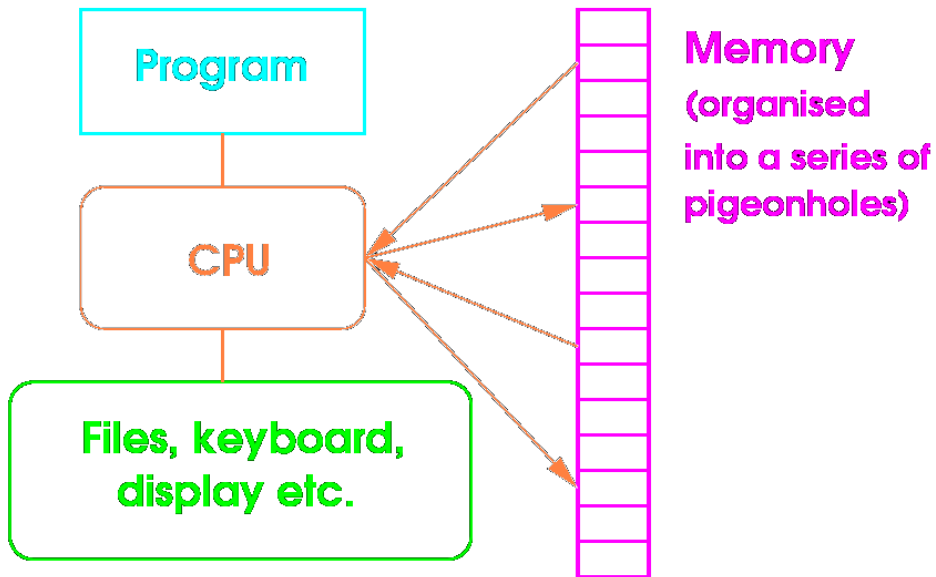 Program
CPU
Files, keyboard,
display etc.
Memory
(organised
into a series of
pigeonholes)